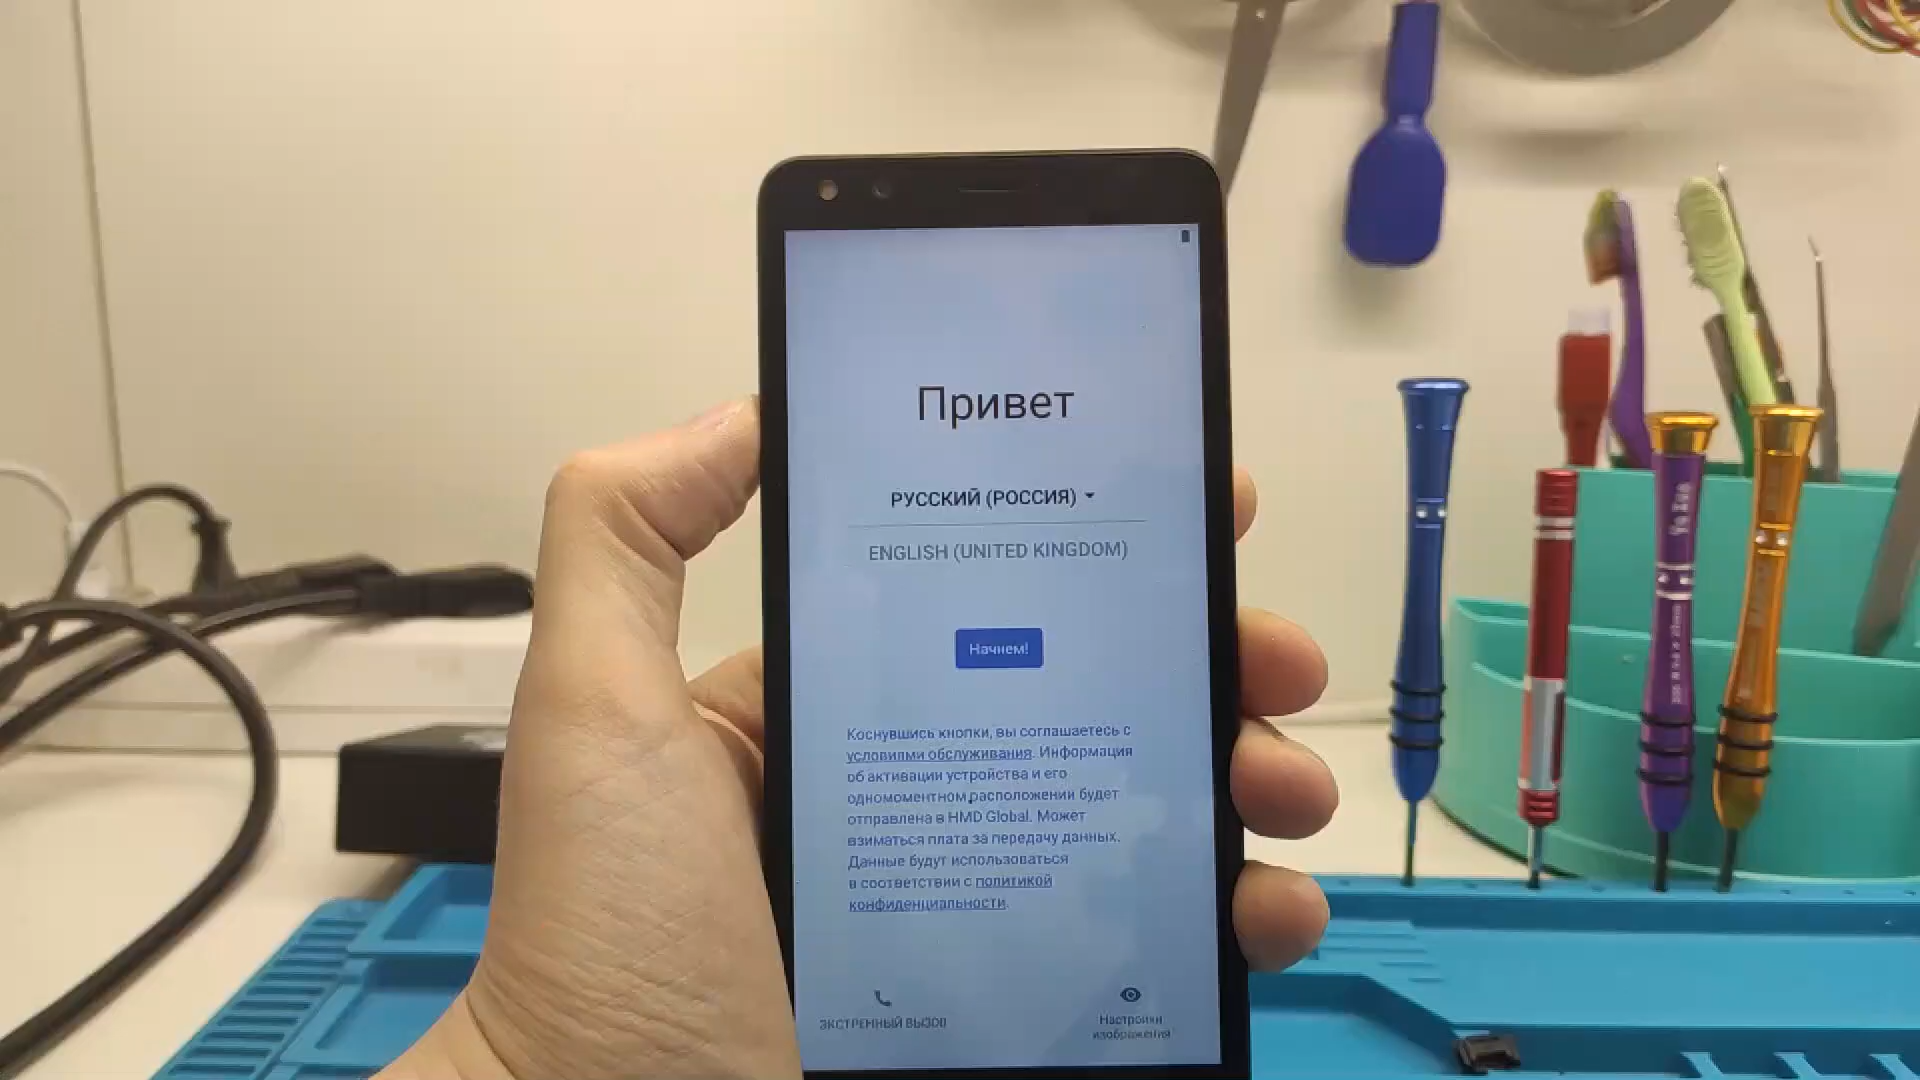 Привет
РУССКИЙ (РОССИЯ)
ENGLISH (UNITED KINGDOM)
Начнем!
Коснувшись кнопки, вы соглашаетесь с
условиями обслуживания. Информация
об активации устройства и его
одномоментном расположении будет
отправлена в HMD Global. Может
взиматься плата за передачу данных.
Данные будут использоваться
в соответствии с политикой
конфиденциальности.
ЭКСТРЕННЫЙ ВЫЗОВ
Настройки
изображения